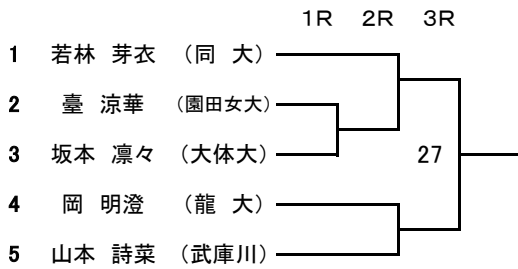 1R 2R 3R
1 若林 芽衣 (同 大)
2 臺 涼華 (園田女大)
3 坂本 凛々 (大体大)
27
4 岡 明澄 (龍 大)
5 山本 詩菜 (武庫川)